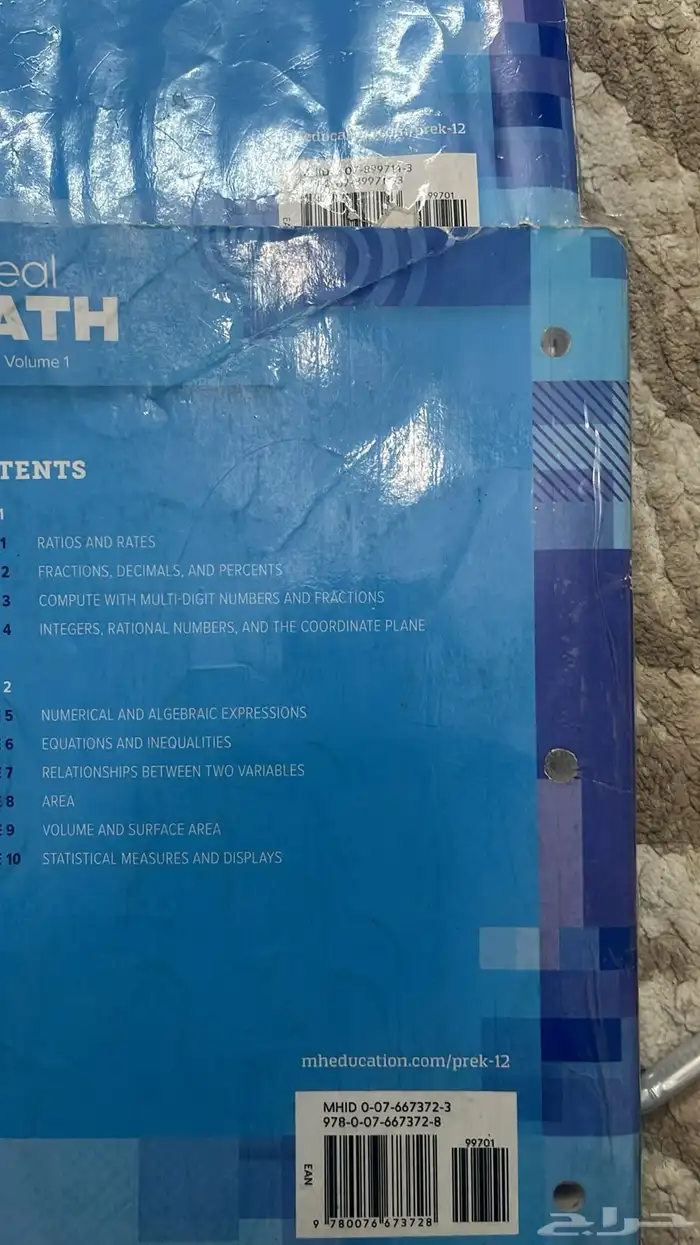 mheducation.com/prek-12
99701
eal
ATH
Volume 1
TENTS
1
1 RATIOS AND RATES
2 FRACTIONS, DECIMALS, AND PERCENTS
3 COMPUTE WITH MULTI-DIGIT NUMBERS AND FRACTIONS
4 INTEGERS, RATIONAL NUMBERS, AND THE COORDINATE PLANE
2
5 NUMERICAL AND ALGEBRAIC EXPRESSIONS
6 EQUATIONS AND INEQUALITIES
E 7 RELATIONSHIPS BETWEEN TWO VARIABLES
E 8 AREA
E 9 VOLUME AND SURFACE AREA
E 10 STATISTICAL MEASURES AND DISPLAYS
mheducation.com/prek-12
MHID 0-07-667372-3
978-0-07-667372-8
99701
EAN
9 780076 673728
حراج